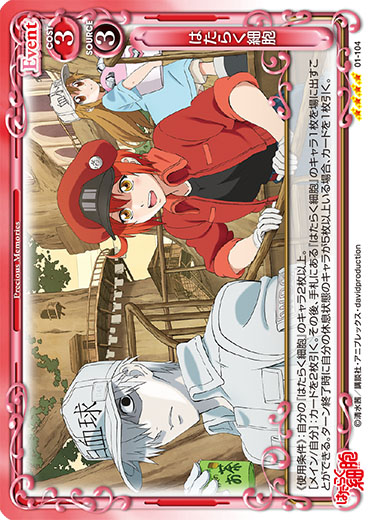 Event
COST 3
SOURCE 3
はたらく細胞
Precious Memories
血球
お茶
〈使用条件〉:自分の「はたらく細胞」のキャラ2枚以上。
[メイン/自分]:カードを2枚引く。その後、手札にある「はたらく細胞」のキャラ1枚を場に出すこ
とができる。ターン終了時に自分の休息状態のキャラが5枚以上いる場合、カードを1枚引く。
はたらく細胞
©清水茜/講談社・アニプレックス・davidproduction
★★★★ 01-104